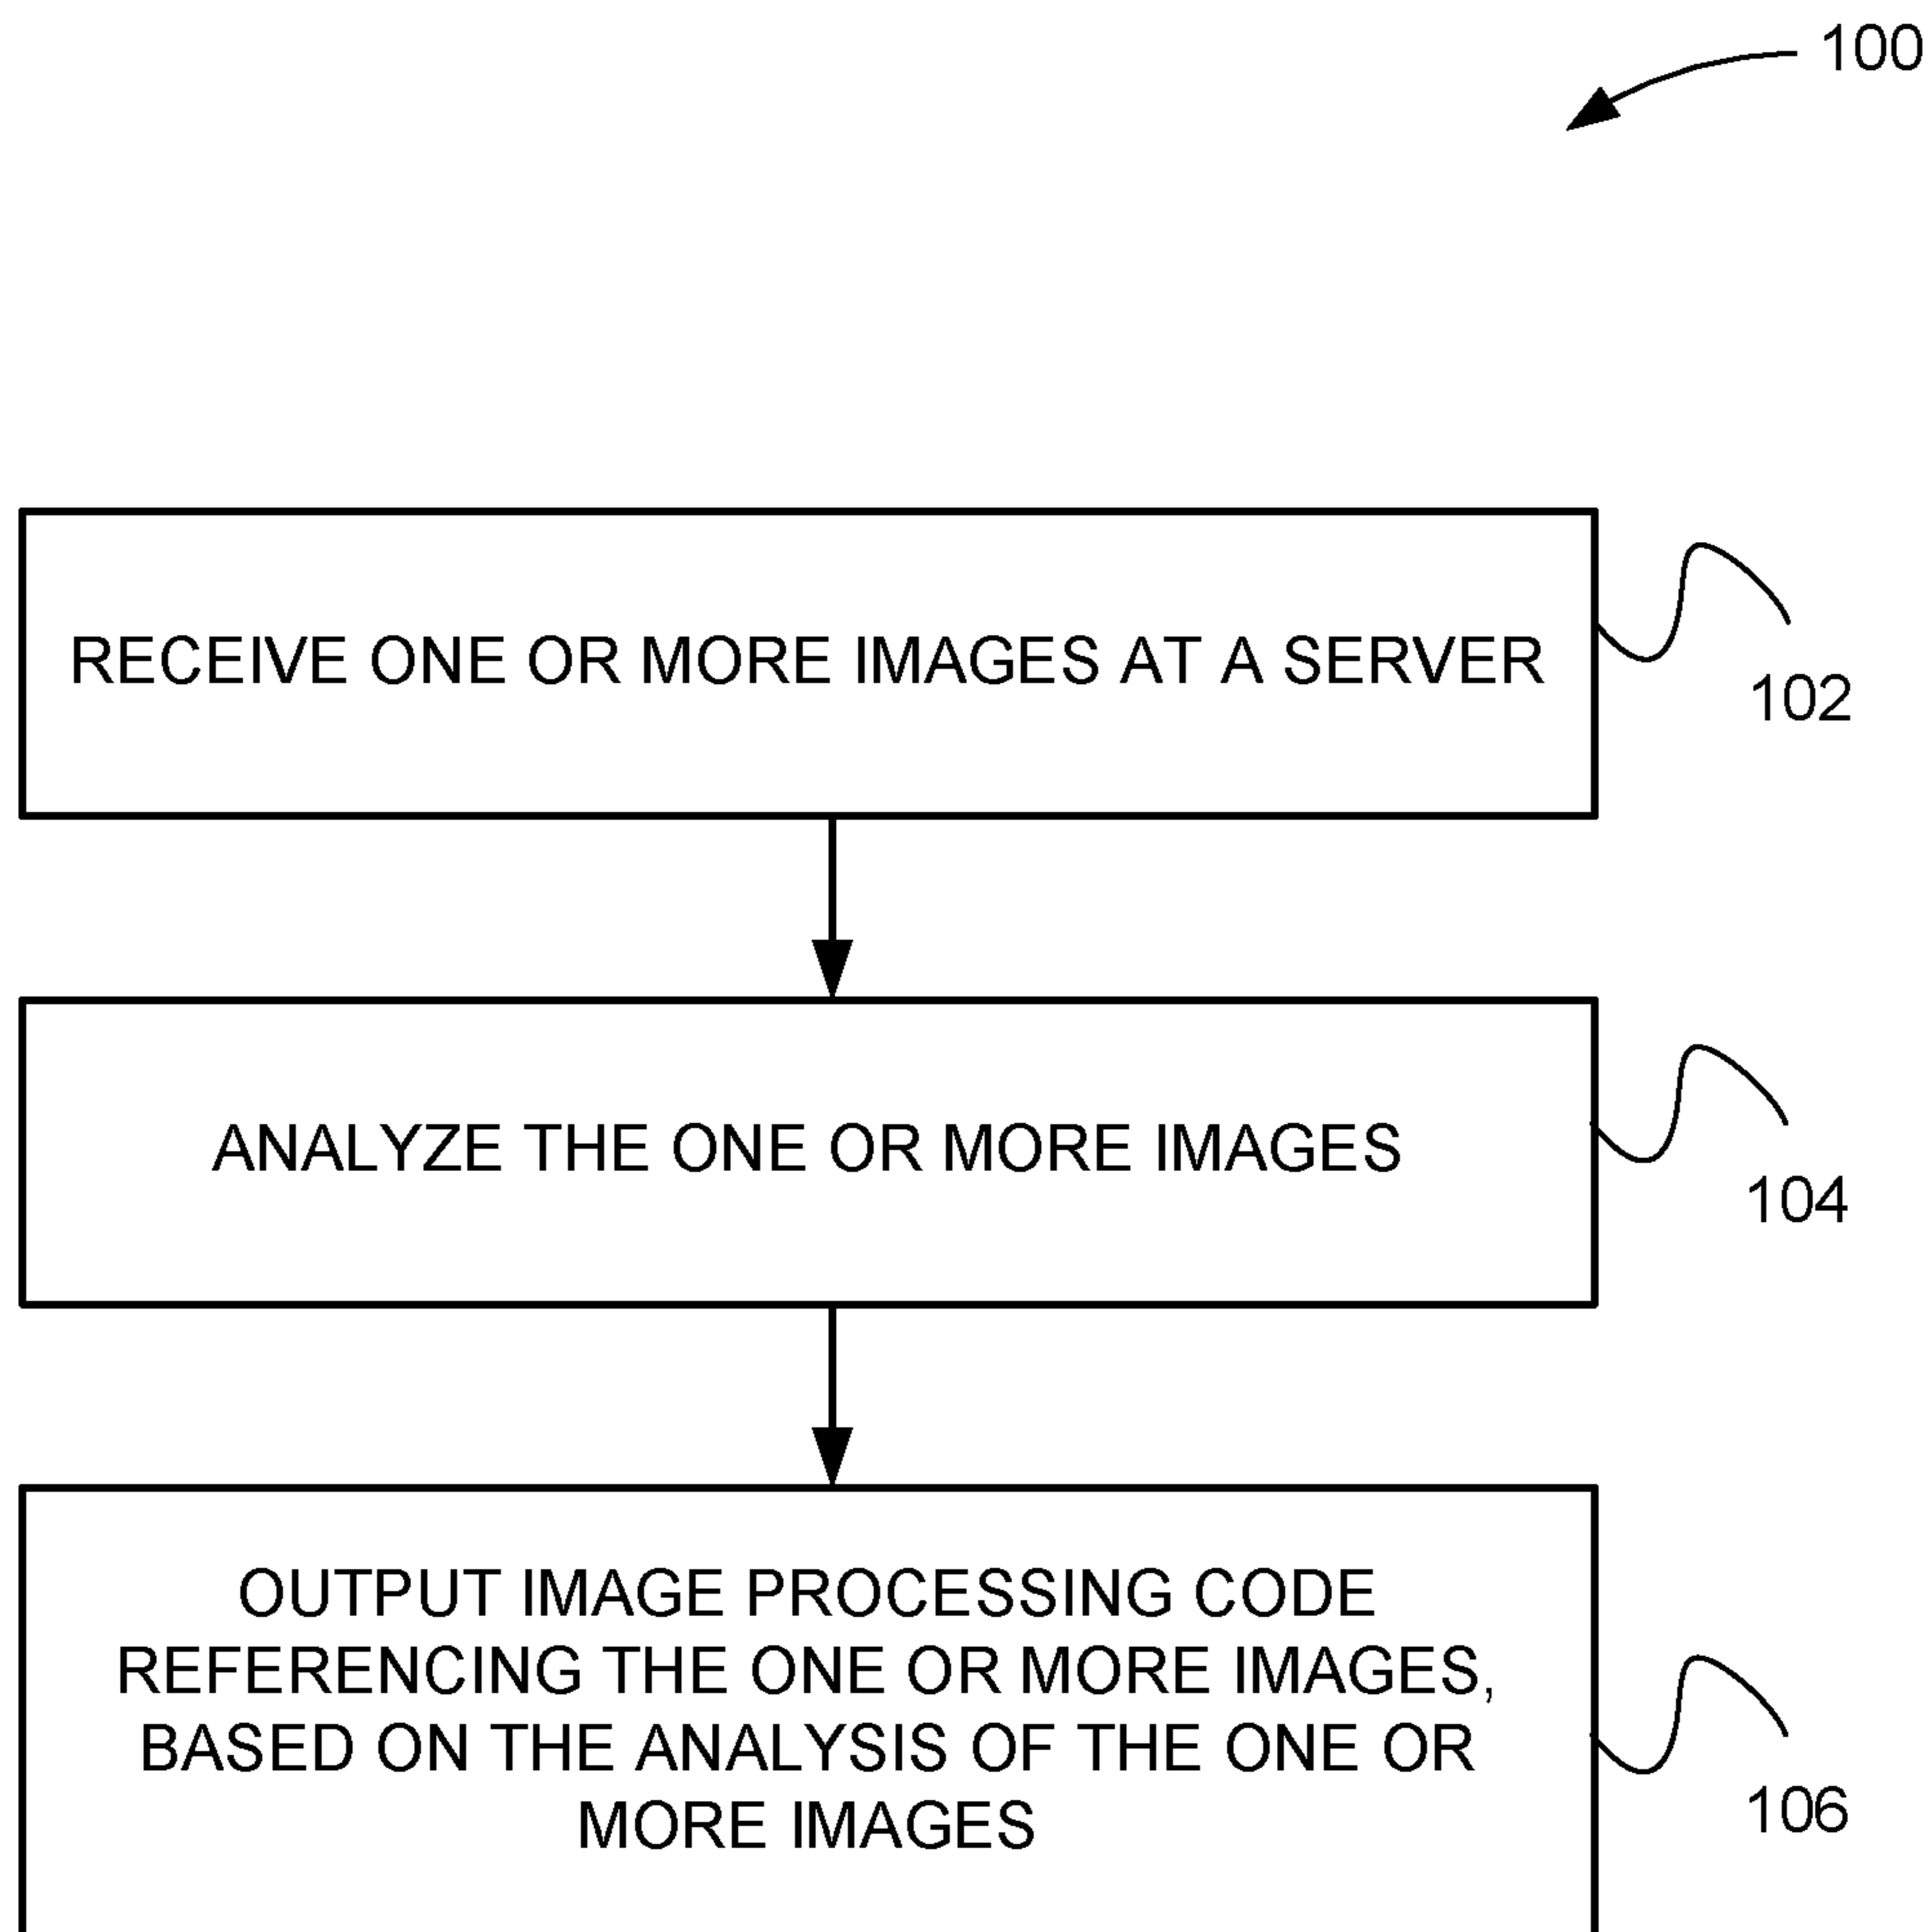 100
RECEIVE ONE OR MORE IMAGES AT A SERVER
102
ANALYZE THE ONE OR MORE IMAGES
104
OUTPUT IMAGE PROCESSING CODE
REFERENCING THE ONE OR MORE IMAGES,
BASED ON THE ANALYSIS OF THE ONE OR
MORE IMAGES
106